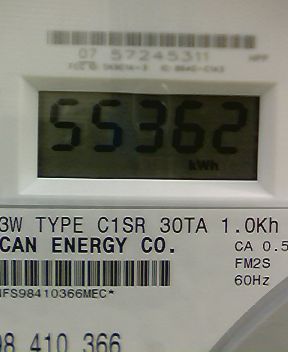 07 57245311
55362
kWh
3W TYPE C1SR 30TA 1.0Kh
CAN ENERGY CO.
CA 0.5
FM2S
60Hz
NFS98410366MEC*
98 410 366